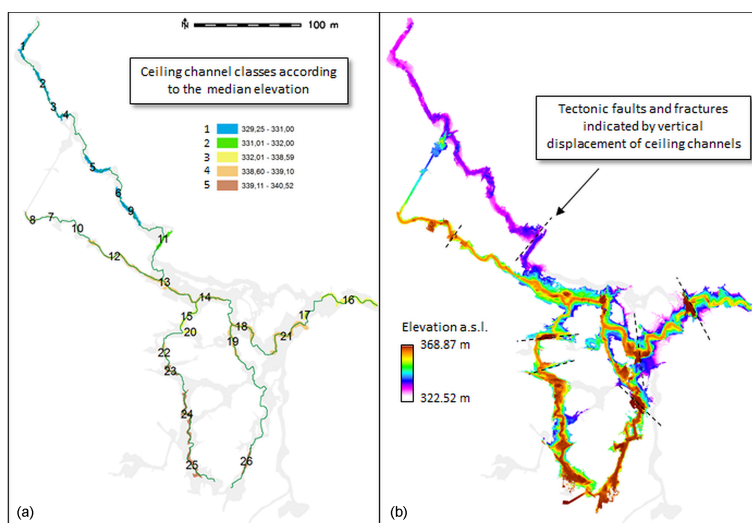 N
100 m
Ceiling channel classes according
to the median elevation
1 329,25 - 331,00
2 331,01 - 332,00
3 332,01 - 338,59
4 338,60 - 339,10
5 339,11 - 340,52
1
2
3 4
5
6
9
8 7
10
11
12
13
14
16
15
17
20
18
19
21
22
23
24
25
26
(a)
Tectonic faults and fractures
indicated by vertical
displacement of ceiling channels
Elevation a.s.l.
368.87 m
322.52 m
(b)